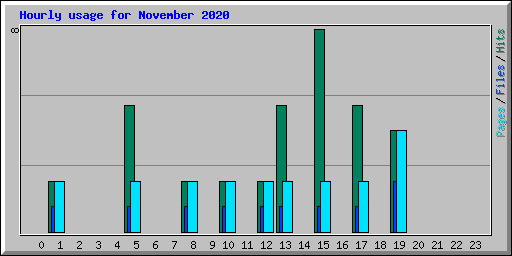 Hourly usage for November 2020
8
Pages/Files/Hits
0 1 2 3 4 5 6 7 8 9 10 11 12 13 14 15 16 17 18 19 20 21 22 23